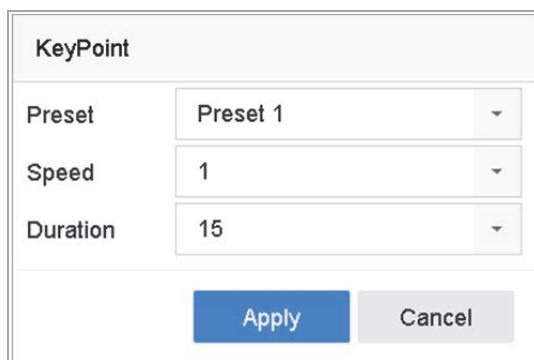 KeyPoint
Preset Preset 1
Speed 1
Duration 15
Apply Cancel